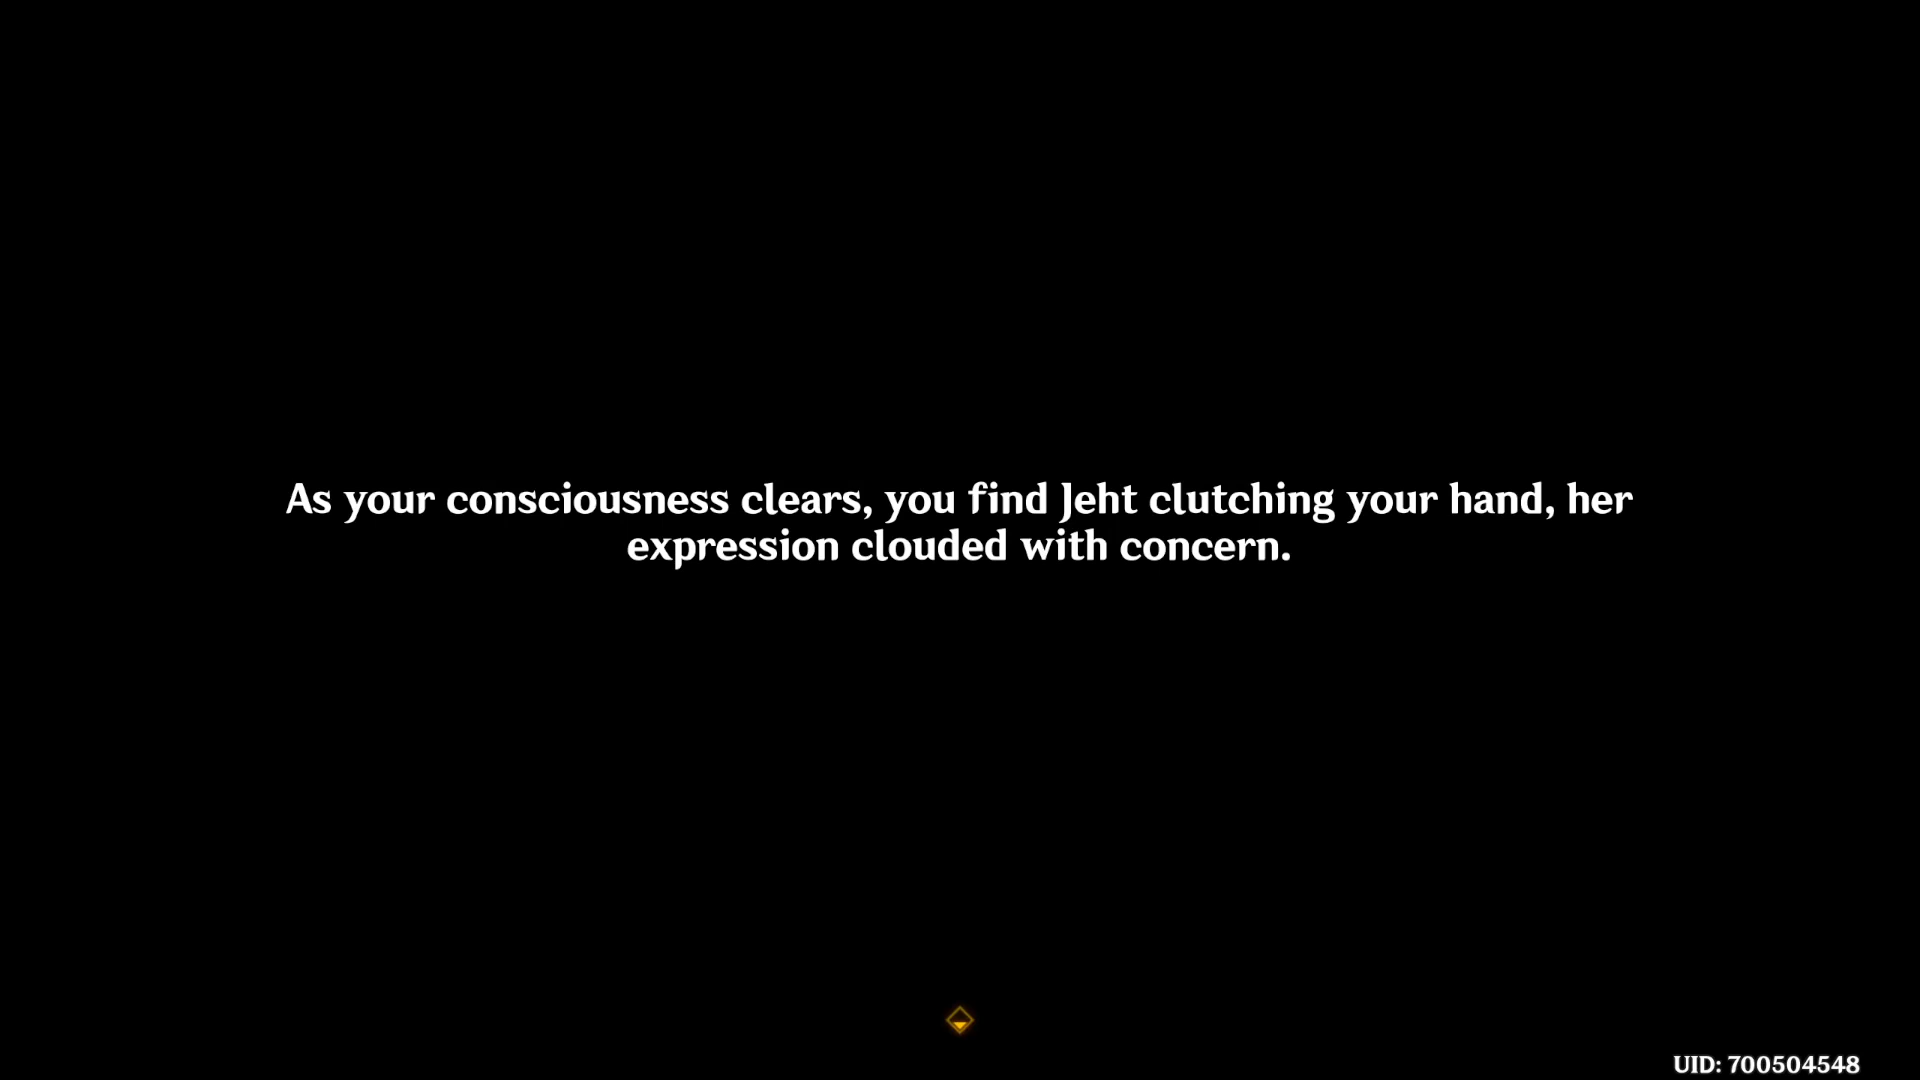 As your consciousness clears, you find Jeht clutching your hand, her
expression clouded with concern.
UID: 700504548